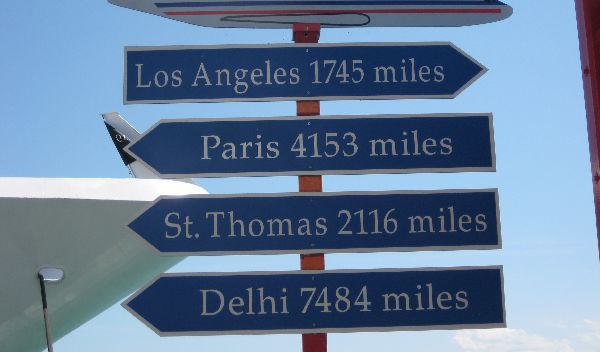 Los Angeles 1745 miles
Paris 4153 miles
St. Thomas 2116 miles
Delhi 7484 miles